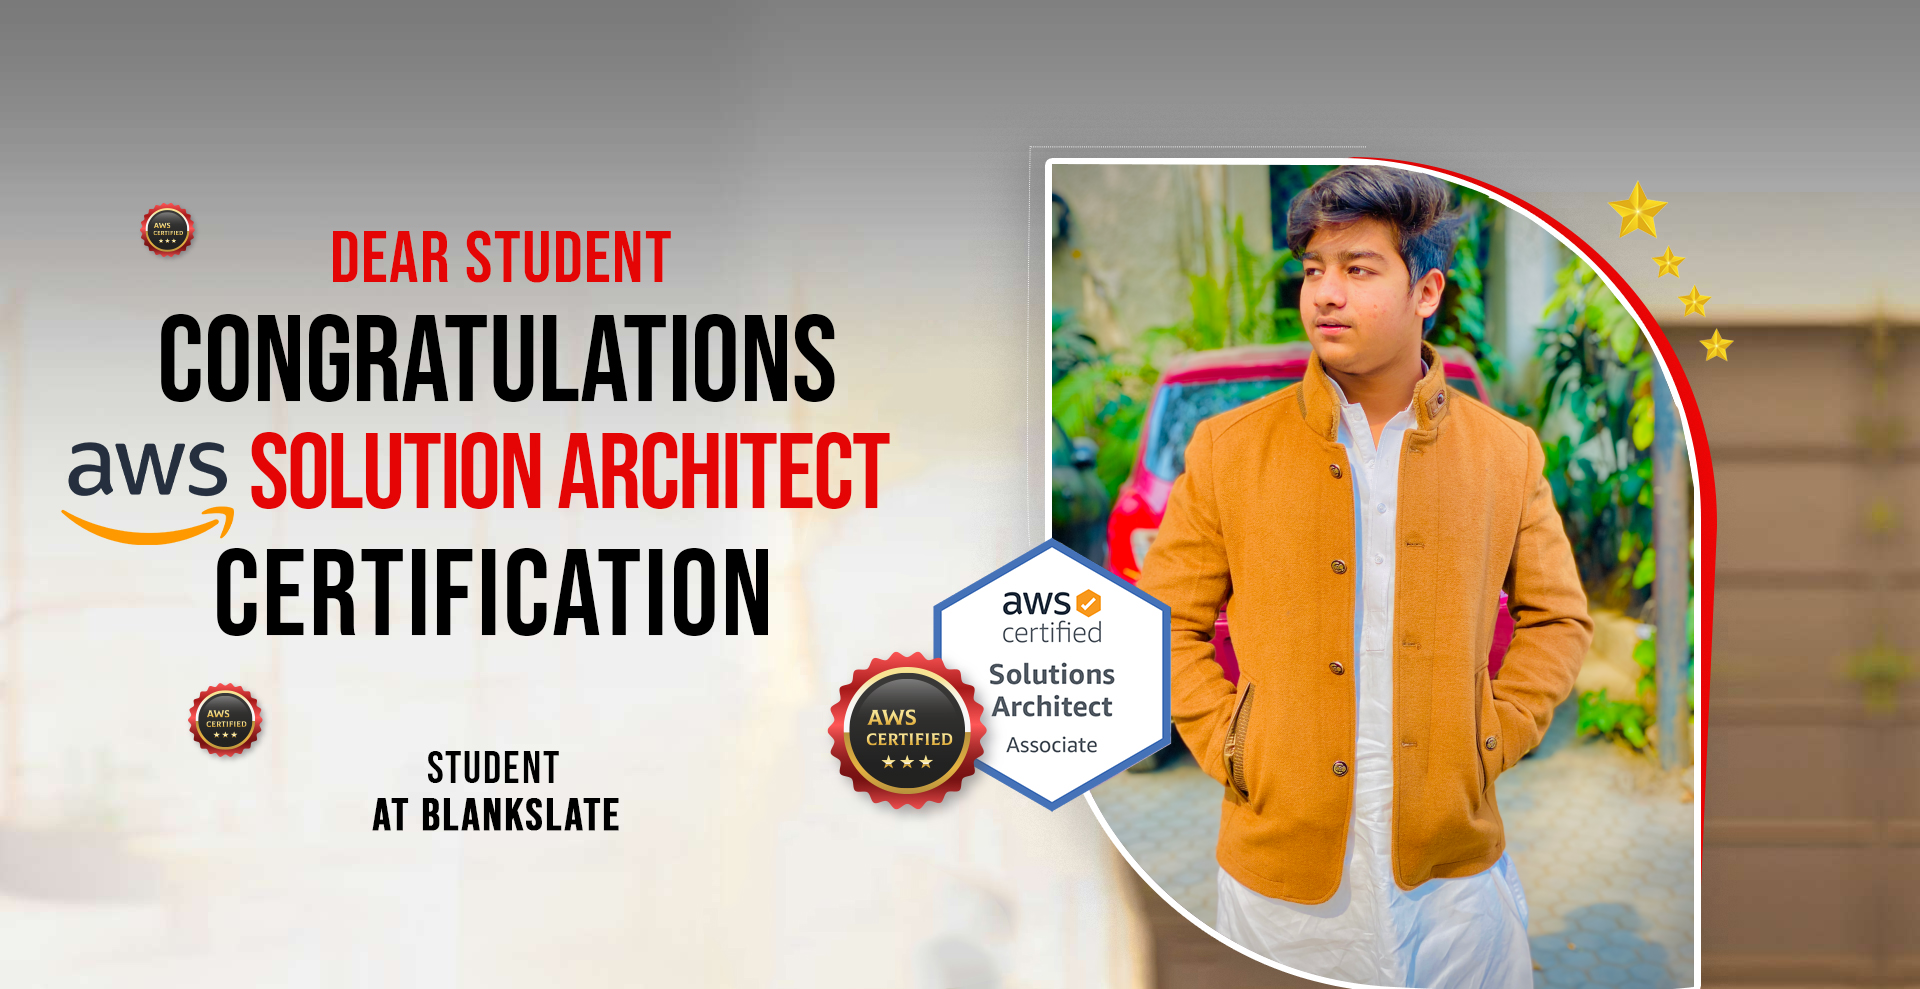 AWS
CERTIFIED
DEAR STUDENT
CONGRATULATIONS
aws SOLUTION ARCHITECT
CERTIFICATION
aws
certified
Solutions
Architect
Associate
AWS
CERTIFIED
AWS
CERTIFIED
STUDENT
AT BLANKSLATE